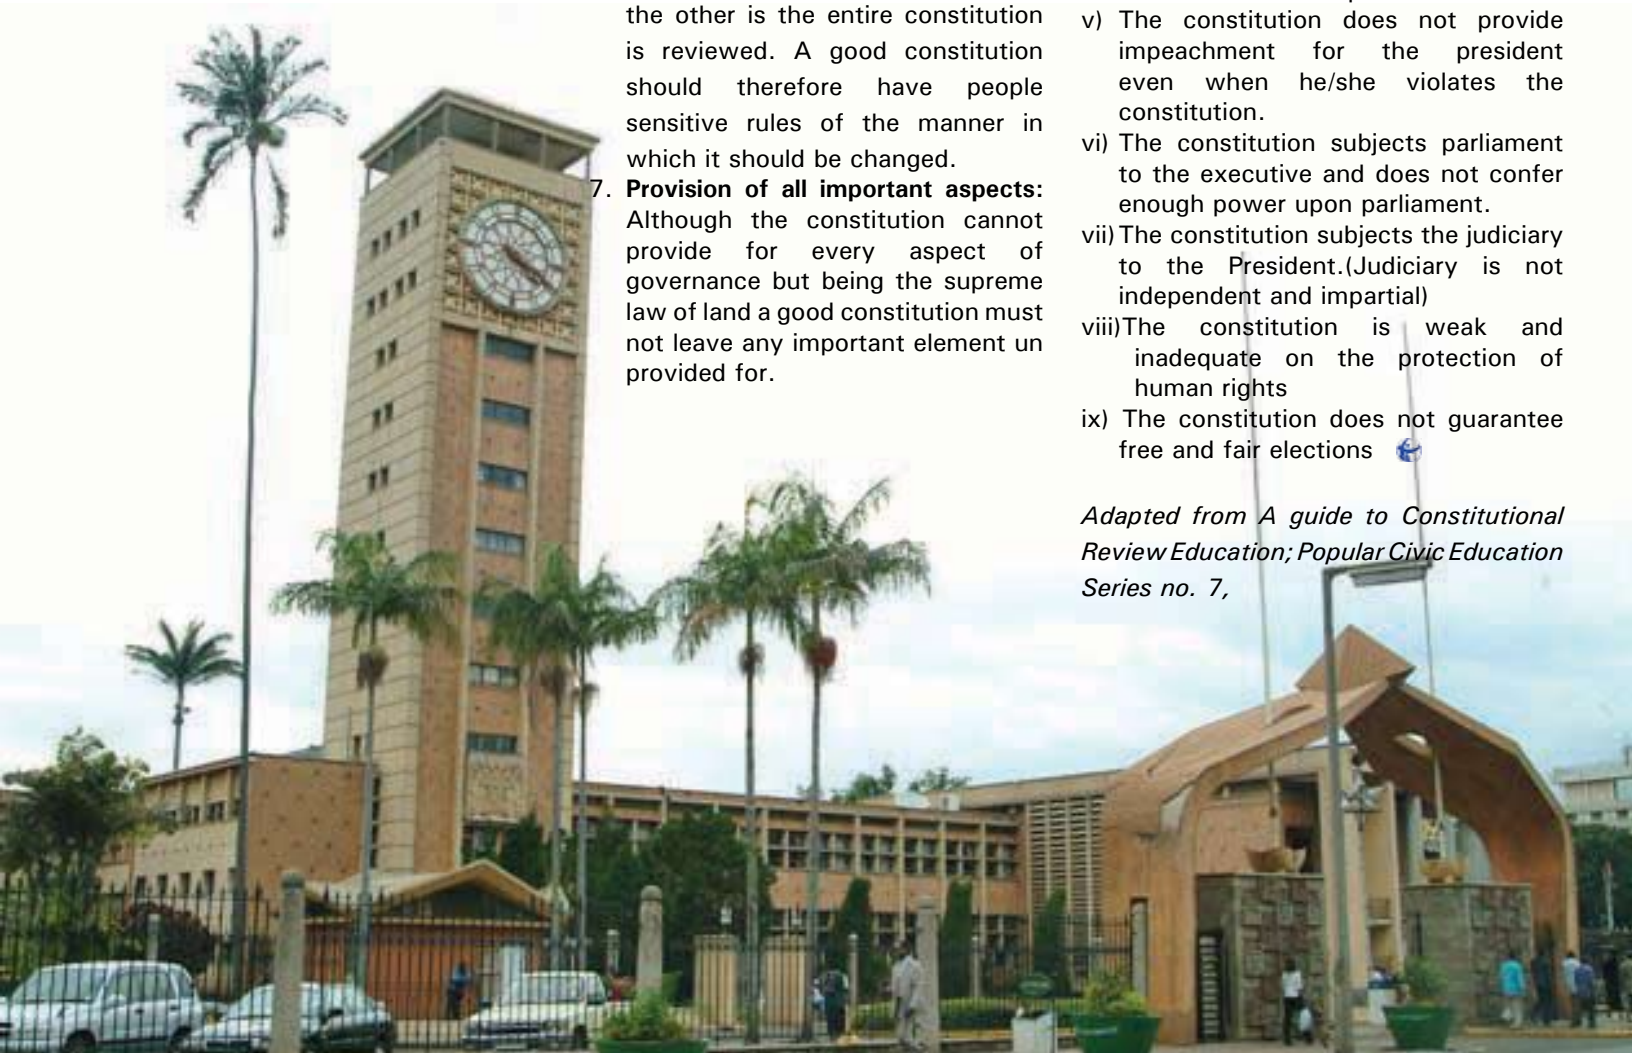 the other is the entire constitution
is reviewed. A good constitution
should therefore have people
sensitive rules of the manner in
which it should be changed.
7. Provision of all important aspects:
Although the constitution cannot
provide for every aspect of
governance but being the supreme
law of land a good constitution must
not leave any important element un
provided for.
v) The constitution does not provide
impeachment for the president
even when he/she violates the
constitution.
vi) The constitution subjects parliament
to the executive and does not confer
enough power upon parliament.
vii) The constitution subjects the judiciary
to the President.(Judiciary is not
independent and impartial)
viii)The constitution is weak and
inadequate on the protection of
human rights
ix) The constitution does not guarantee
free and fair elections
Adapted from A guide to Constitutional
Review Education; Popular Civic Education
Series no. 7,